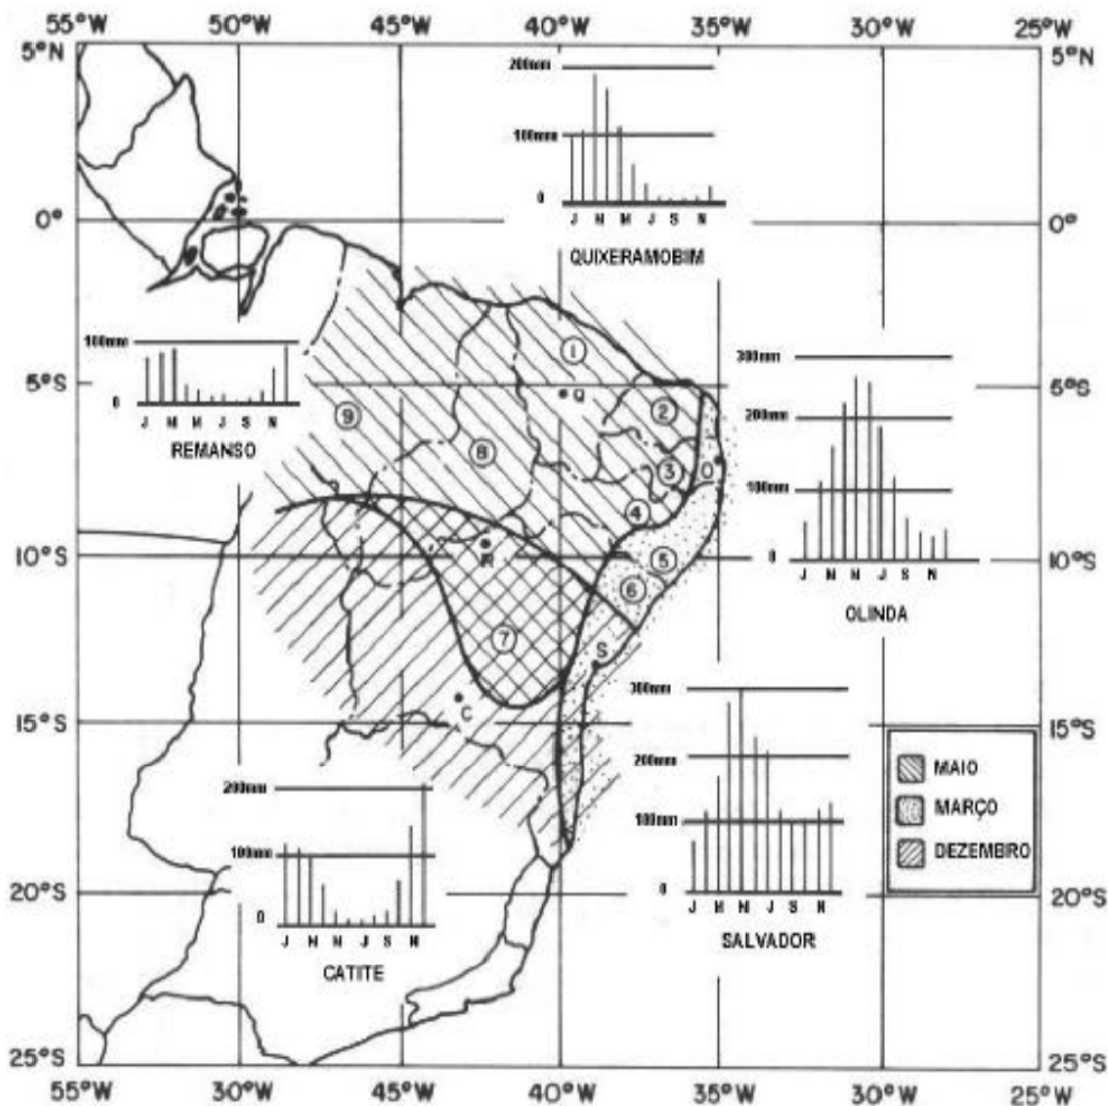 55°W 50°W 45°W 40°W 35°W 30°W 25°W
5°N 5°N
200mm
100mm
0
J M M J S N
QUIXERAMOBIM
0° 0°
100mm
0
J M M J S N
REMANSO
1
Q
2
9
8
3
O
4
5°S 5°S
300mm
200mm
100mm
0
J M M J S N
OLINDA
R
5
6
7
S
C
10°S 10°S
300mm
200mm
100mm
0
J M M J S N
SALVADOR
15°S 15°S
MAIO
MARÇO
DEZEMBRO
200mm
100mm
0
J M M J S N
CATITE
20°S 20°S
25°S 25°S
55°W 30°W 45°W 40°W 35°W 30°W 25°W